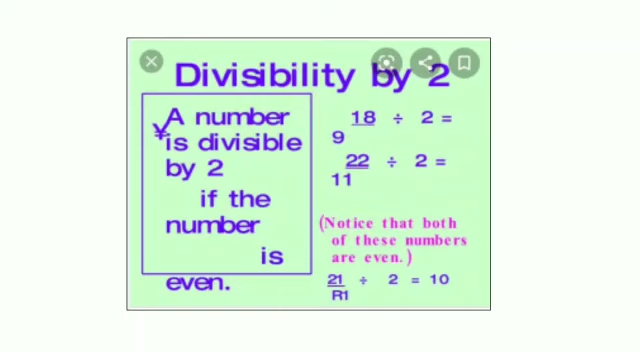 Divisibility by 2
A number
¥is divisible
by 2
if the
number
is
even.
18 ÷ 2 =
9
22 ÷ 2 =
11
(Notice that both
of these numbers
are even.)
21 ÷ 2 = 10
R1